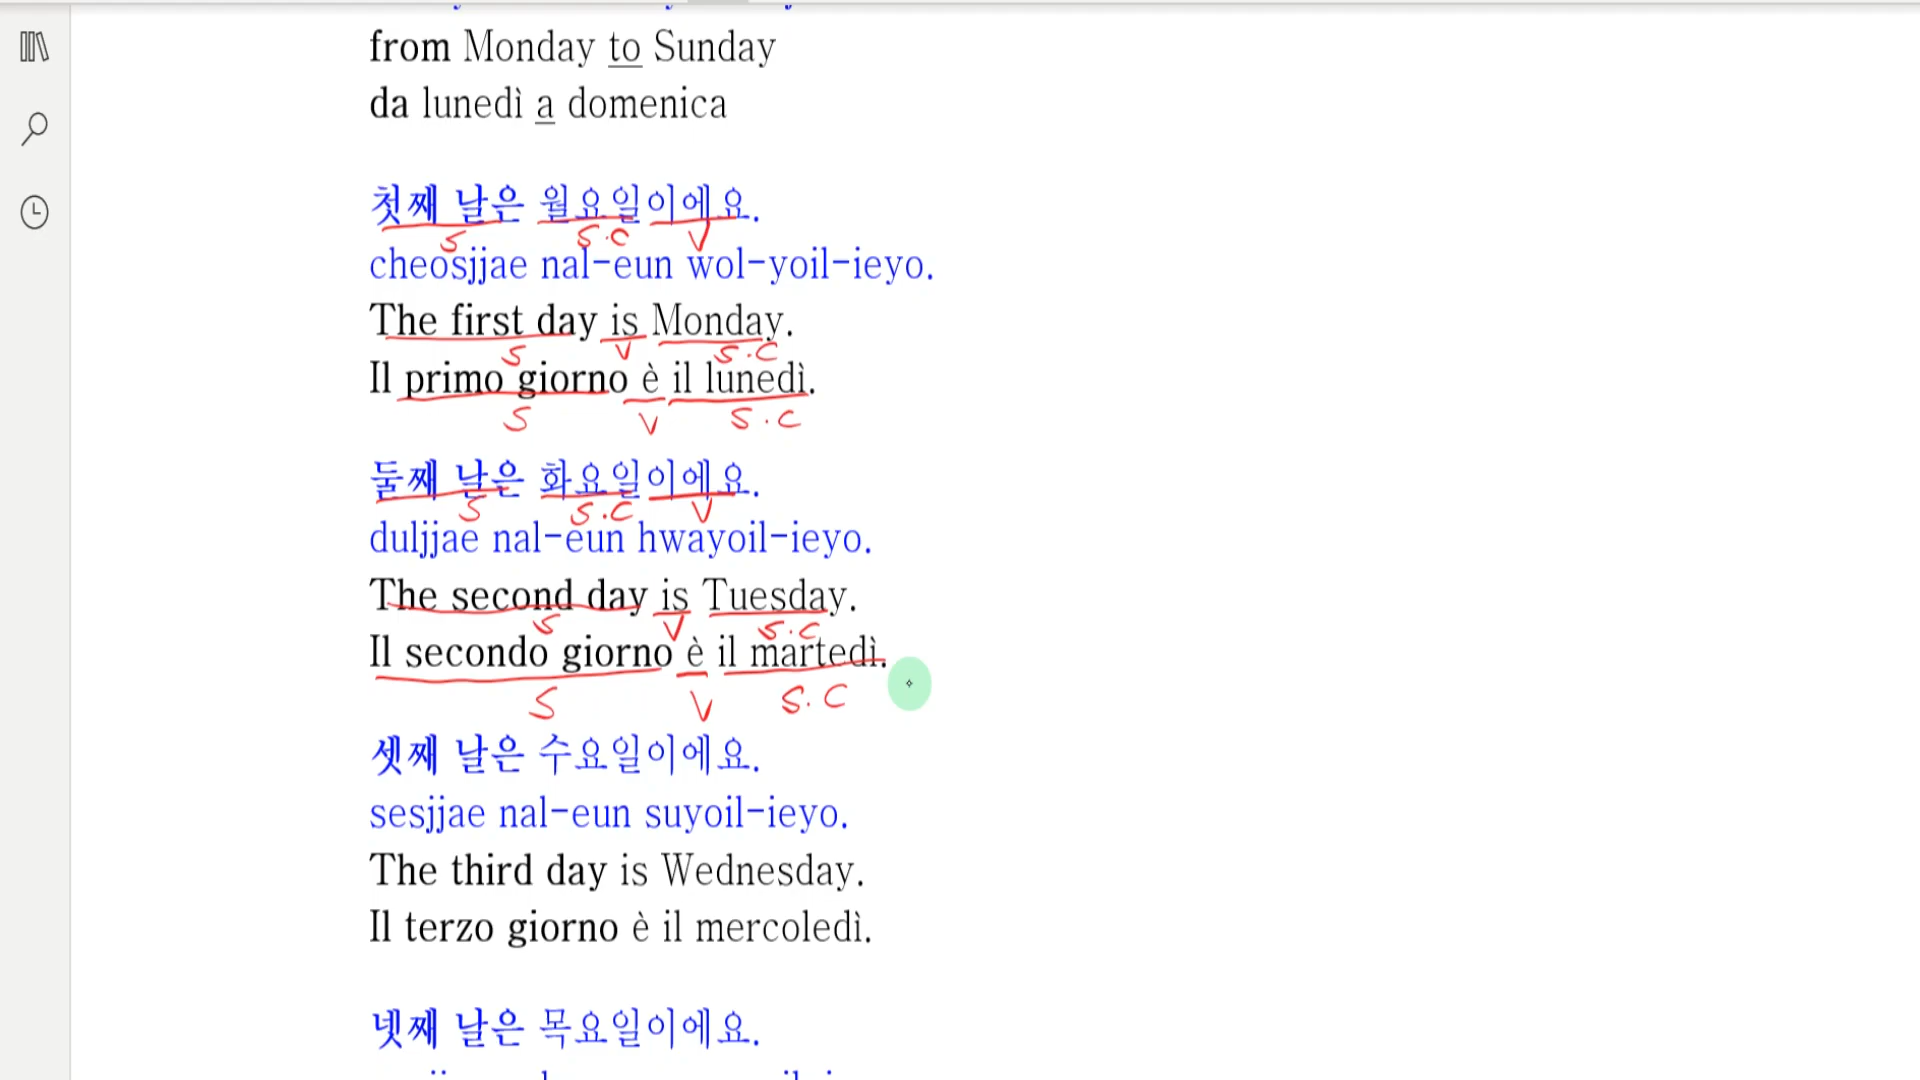 from Monday to Sunday
da lunedì a domenica
첫째 날은 월요일이에요.
S S.C V
cheosjjae nal-eun wol-yoil-ieyo.
The first day is Monday.
S V S.C
Il primo giorno è il lunedì.
S V S.C
둘째 날은 화요일이에요.
S S.C V
duljjae nal-eun hwayoil-ieyo.
The second day is Tuesday.
S V S.C
Il secondo giorno è il martedì.
S V S.C
셋째 날은 수요일이에요.
sesjjae nal-eun suyoil-ieyo.
The third day is Wednesday.
Il terzo giorno è il mercoledì.
넷째 날은 목요일이에요.